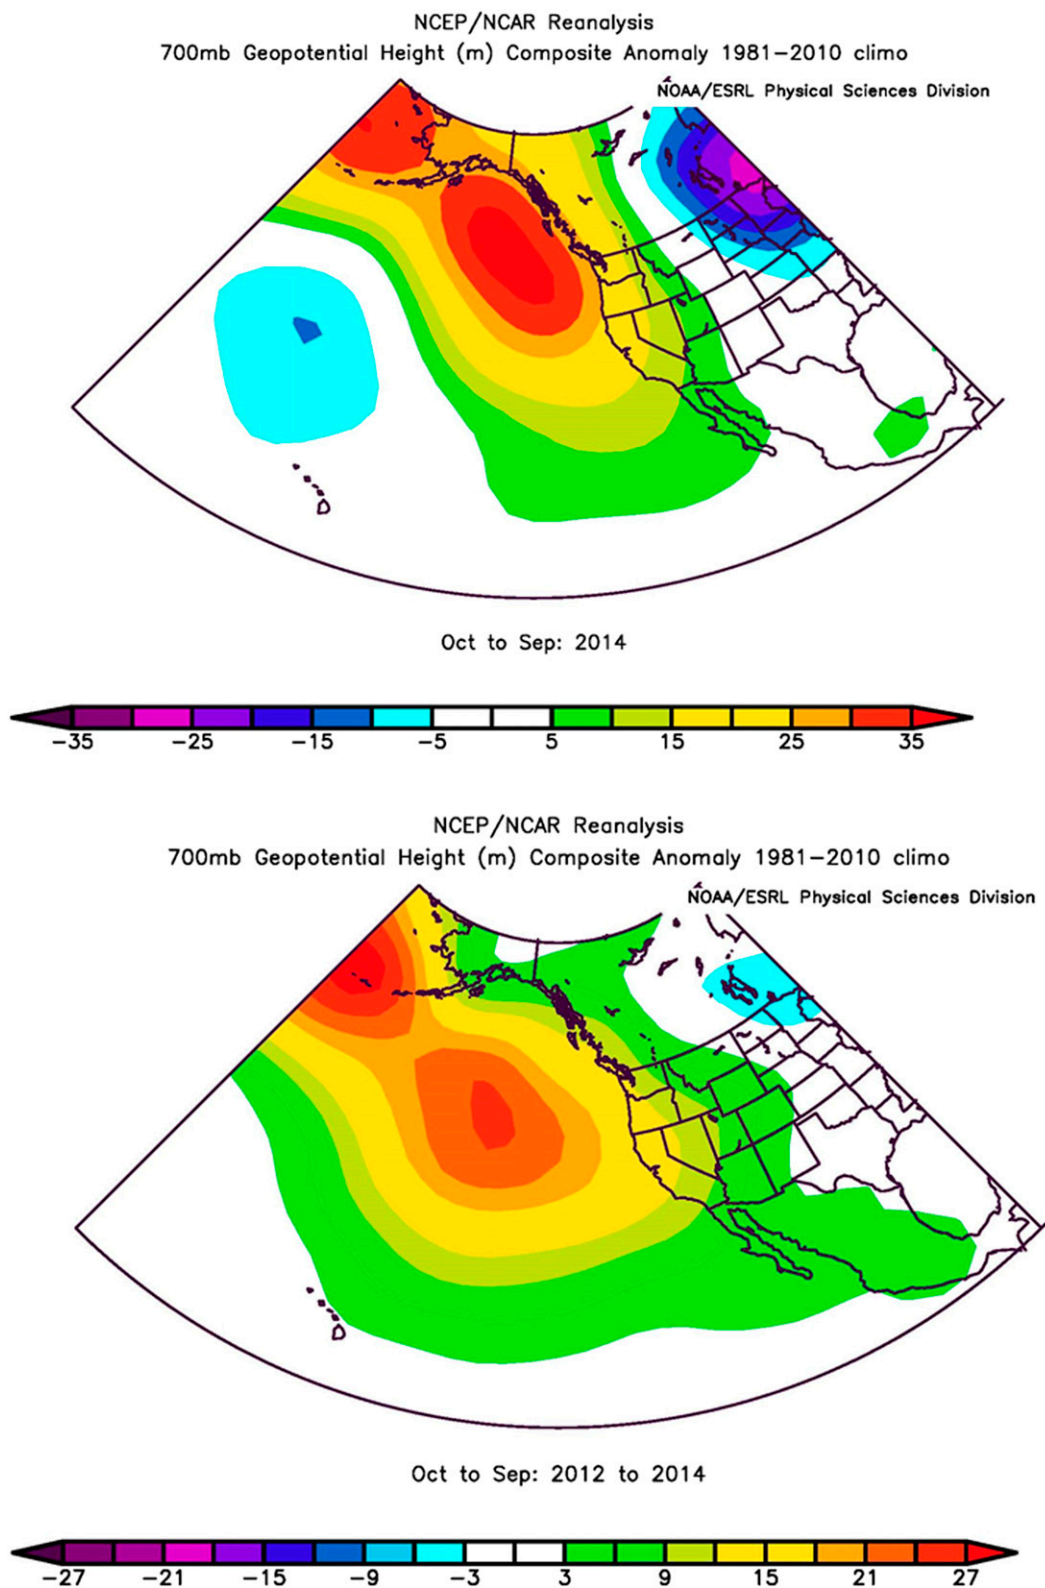 NCEP/NCAR Reanalysis
700mb Geopotential Height (m) Composite Anomaly 1981−2010 climo
NOAA/ESRL Physical Sciences Division
Oct to Sep: 2014
−35 −25 −15 −5 5 15 25 35
NCEP/NCAR Reanalysis
700mb Geopotential Height (m) Composite Anomaly 1981−2010 climo
NOAA/ESRL Physical Sciences Division
Oct to Sep: 2012 to 2014
−27 −21 −15 −9 −3 3 9 15 21 27